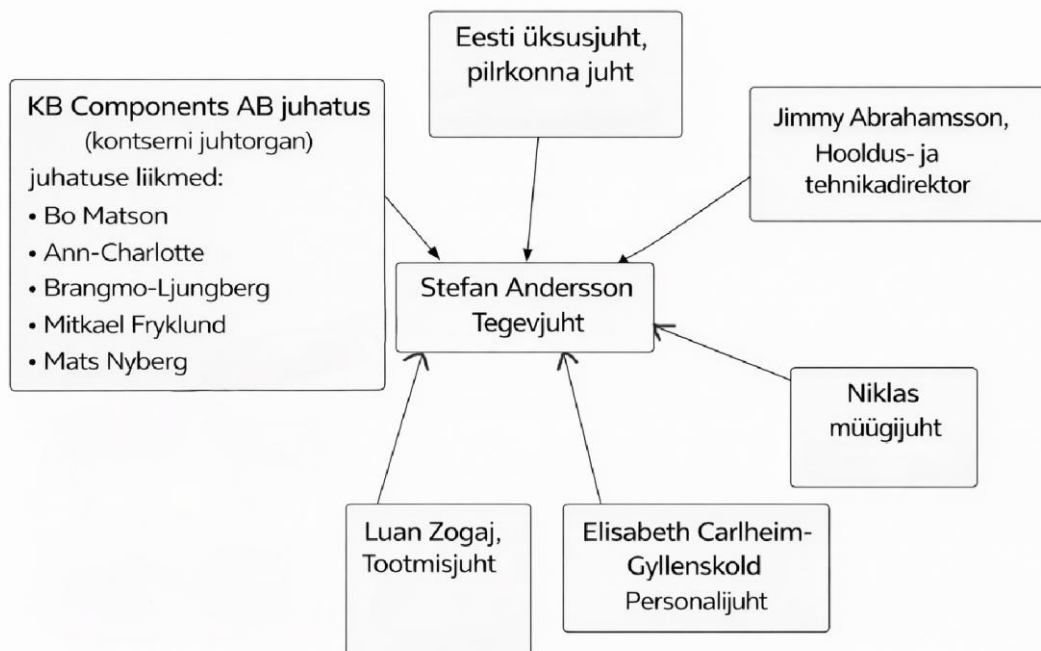 Eesti üksusjuht,
pilrkonna juht
KB Components AB juhatus
(kontserni juhtorgan)
juhatuse liikmed:
• Bo Matson
• Ann-Charlotte
• Brangmo-Ljungberg
• Mitkael Fryklund
• Mats Nyberg
Jimmy Abrahamsson,
Hooldus- ja
tehnikadirektor
Stefan Andersson
Tegevjuht
Niklas
müügijuht
Luan Zogaj,
Tootmisjuht
Elisabeth Carlheim-
Gyllenskold
Personalijuht